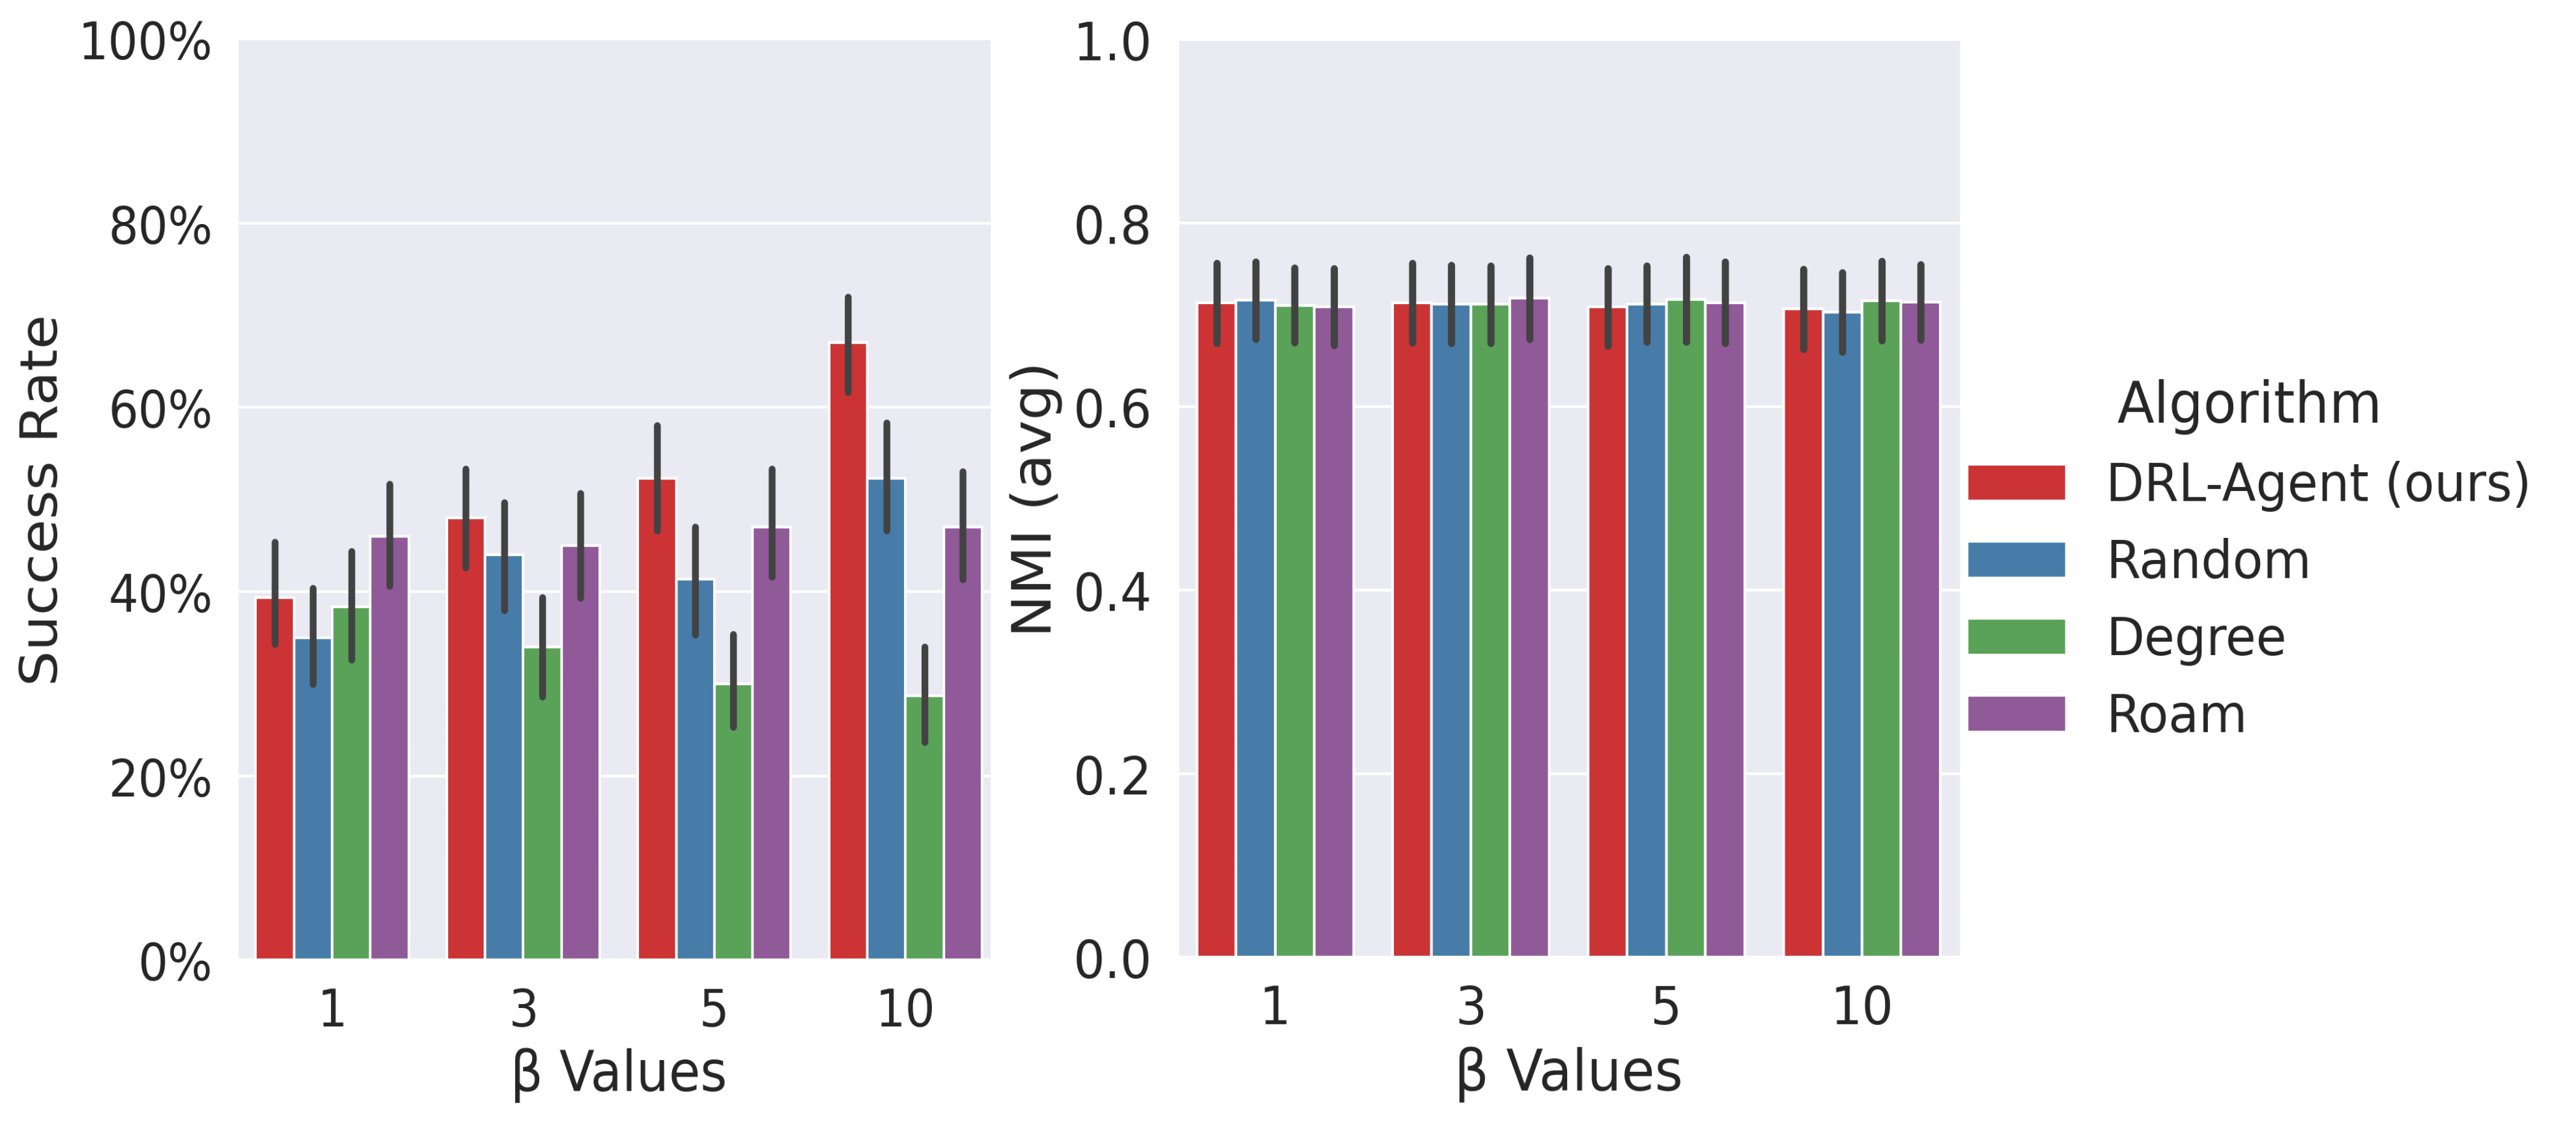 100%
80%
60%
40%
20%
0%
Success Rate
1 3 5 10
β Values
1.0
0.8
0.6
0.4
0.2
0.0
NMI (avg)
1 3 5 10
β Values
Algorithm
DRL-Agent (ours)
Random
Degree
Roam